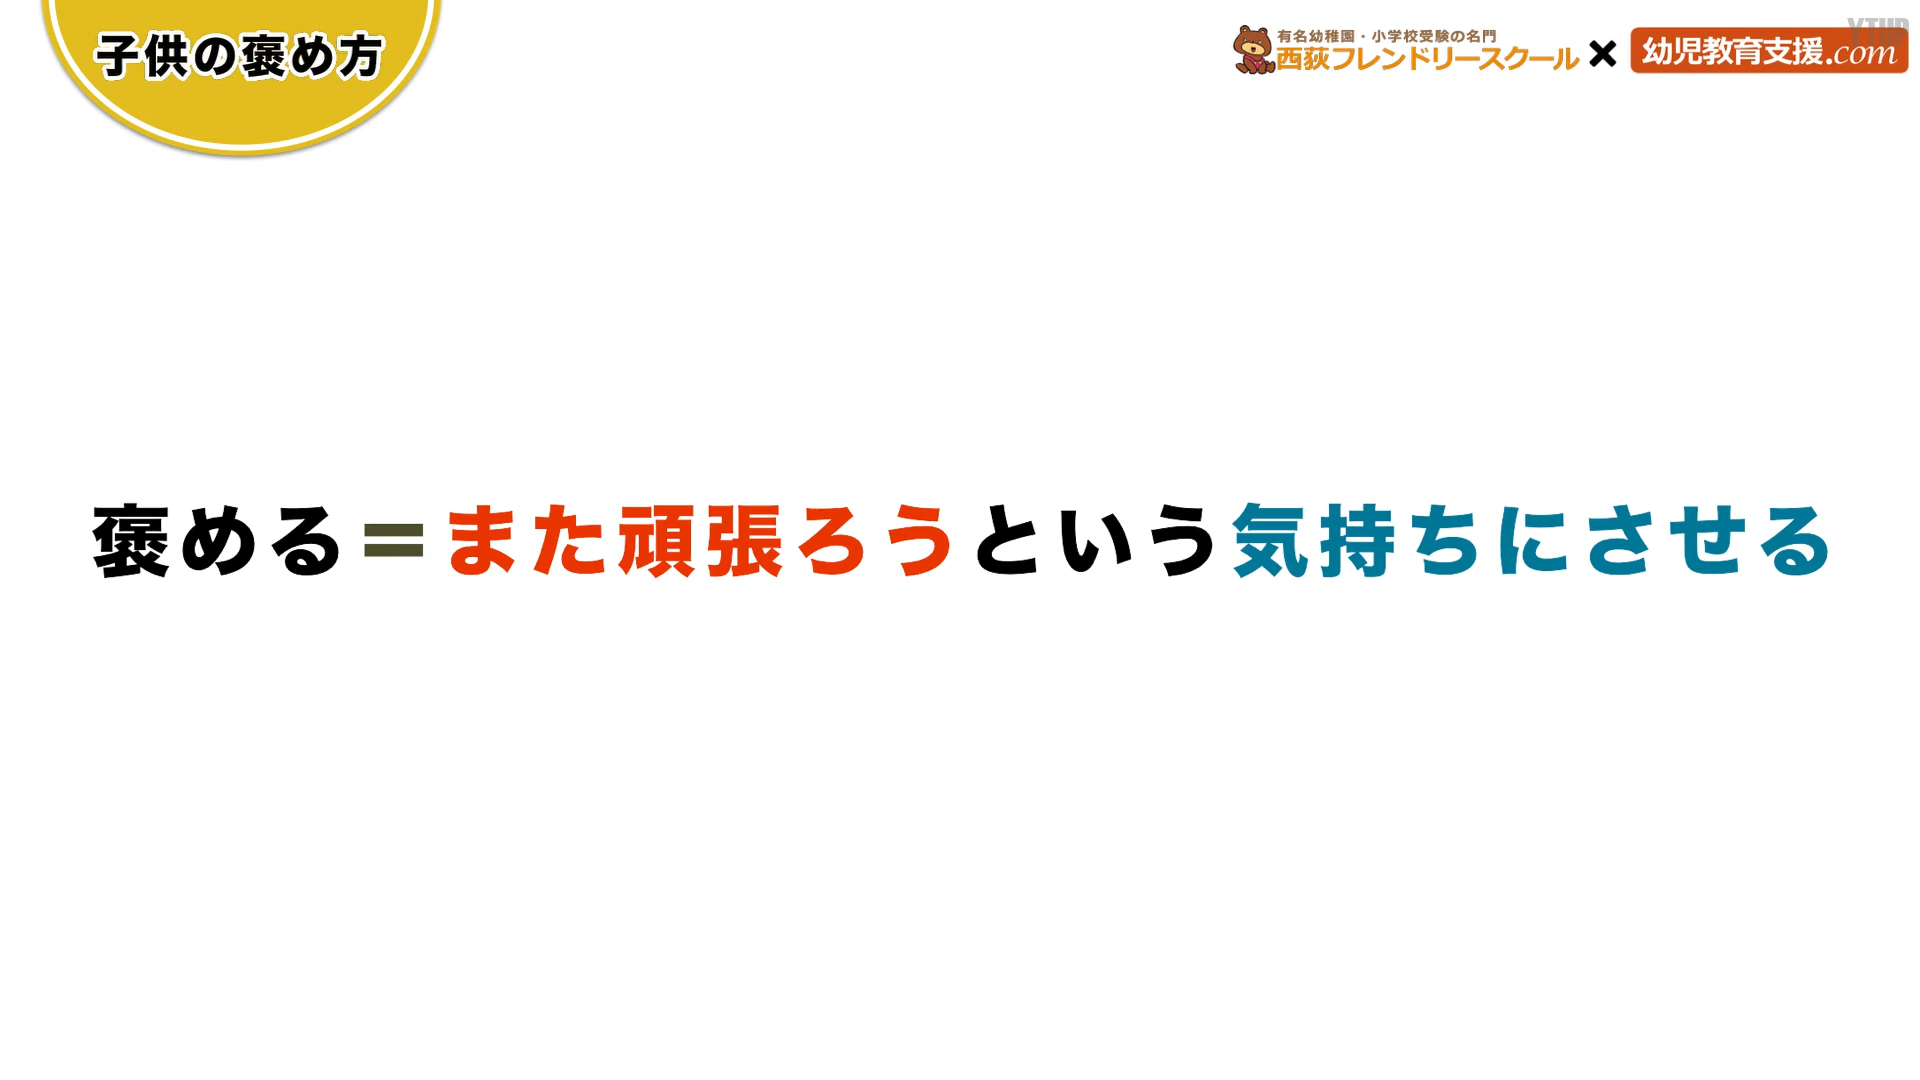 子供の褒め方
有名幼稚園・小学校受験の名門
西荻フレンドリースクール × 幼児教育支援.com
褒める＝また頑張ろうという気持ちにさせる